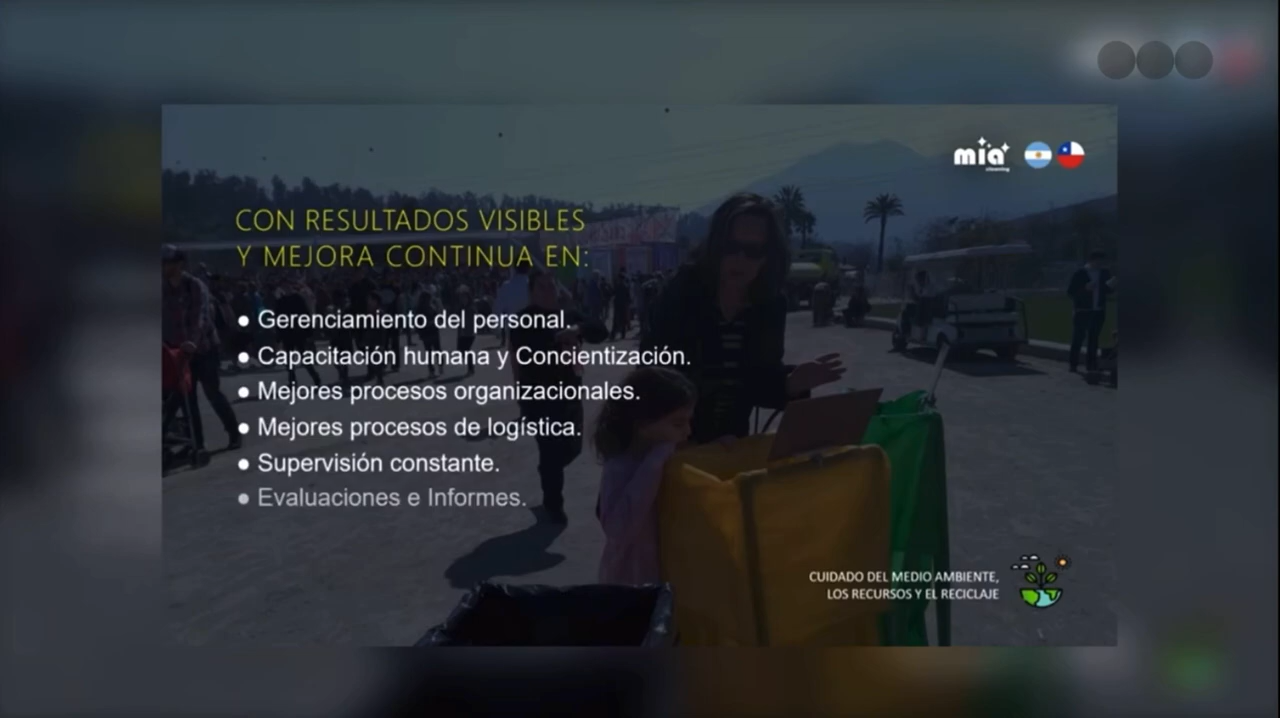 mia
cleaning
CON RESULTADOS VISIBLES
Y MEJORA CONTINUA EN:
● Gerenciamiento del personal.
● Capacitación humana y Concientización.
● Mejores procesos organizacionales.
● Mejores procesos de logística.
● Supervisión constante.
● Evaluaciones e Informes.
CUIDADO DEL MEDIO AMBIENTE,
LOS RECURSOS Y EL RECICLAJE